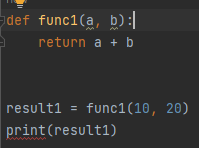 def func1(a, b):
    return a + b
result1 = func1(10, 20)
print(result1)